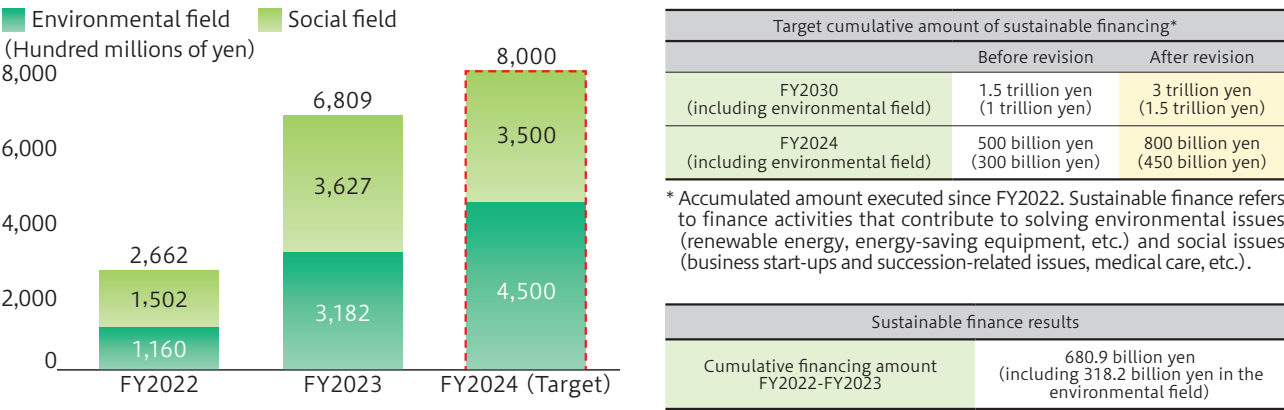 Environmental field
Social field
(Hundred millions of yen)
8,000
6,000
4,000
2,000
0
2,662
1,502
1,160
6,809
3,627
3,182
8,000
3,500
4,500
FY2022
FY2023
FY2024 (Target)
Target cumulative amount of sustainable financing*
Before revision
After revision
FY2030
(including environmental field)
1.5 trillion yen
(1 trillion yen)
3 trillion yen
(1.5 trillion yen)
FY2024
(including environmental field)
500 billion yen
(300 billion yen)
800 billion yen
(450 billion yen)
* Accumulated amount executed since FY2022. Sustainable finance refers
to finance activities that contribute to solving environmental issues
(renewable energy, energy-saving equipment, etc.) and social issues
(business start-ups and succession-related issues, medical care, etc.).
Sustainable finance results
Cumulative financing amount
FY2022-FY2023
680.9 billion yen
(including 318.2 billion yen in the
environmental field)